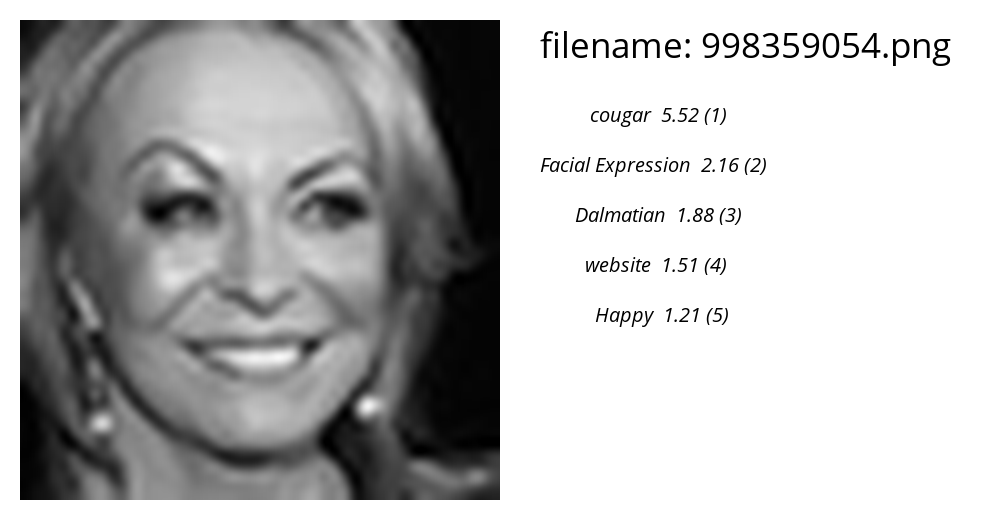 filename: 998359054.png
cougar 5.52 (1)
Facial Expression 2.16 (2)
Dalmatian 1.88 (3)
website 1.51 (4)
Happy 1.21 (5)